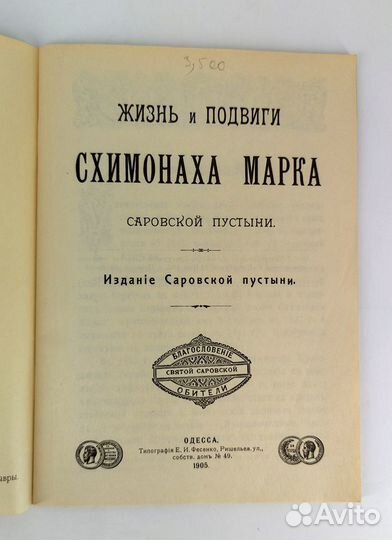 3,500
ЖИЗНЬ и ПОДВИГИ
СХИМОНАХА МАРКА
САРОВСКОЙ ПУСТЫНИ.
Изданіе Саровской пустыни.
БЛАГОСЛОВЕНІЕ
СВЯТОЙ САРОВСКОЙ
ОБИТЕЛИ
ОДЕССА.
Типографія Е. И. Фесенко, Ришельев. ул.,
собств. домъ № 49.
1905.
авры.
Avito